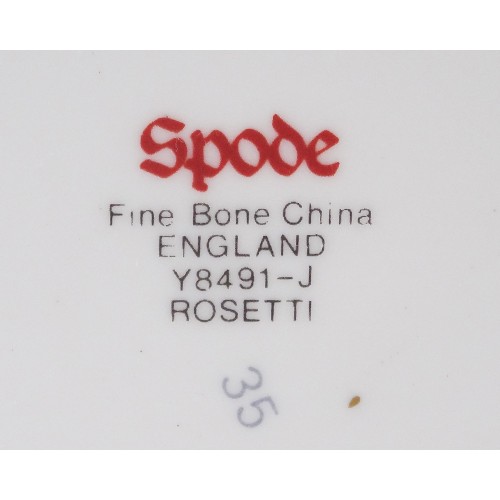 Spode
Fine Bone China
ENGLAND
Y8491-J
ROSETTI
35